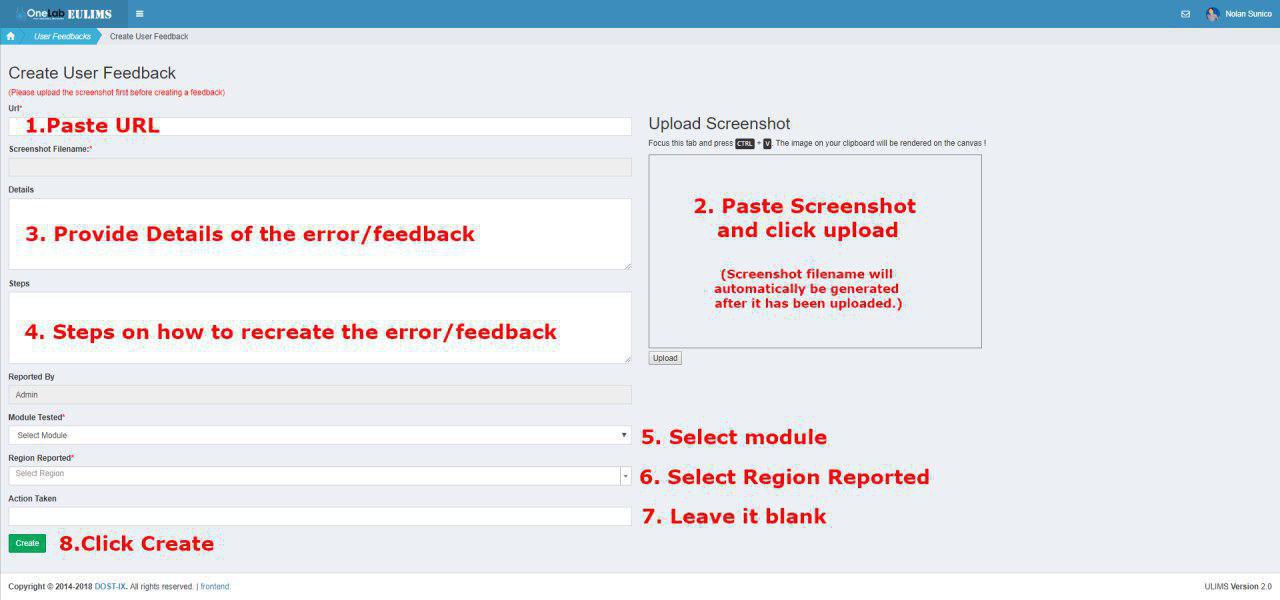 OneLab EULIMS
Nolan Sunico
User Feedbacks
Create User Feedback
Create User Feedback
(Please upload the screenshot first before creating a feedback)
Url*
1.Paste URL
Screenshot Filename:*
Details
3. Provide Details of the error/feedback
Steps
4. Steps on how to recreate the error/feedback
Reported By
Admin
Module Tested*
Select Module
5. Select module
Region Reported*
Select Region
6. Select Region Reported
Action Taken
7. Leave it blank
Create
8.Click Create
Upload Screenshot
Focus this tab and press CTRL + V. The image on your clipboard will be rendered on the canvas !
2. Paste Screenshot
and click upload
(Screenshot filename will
automatically be generated
after it has been uploaded.)
Upload
Copyright © 2014-2018 DOST-IX. All rights reserved. | frontend
ULIMS Version 2.0